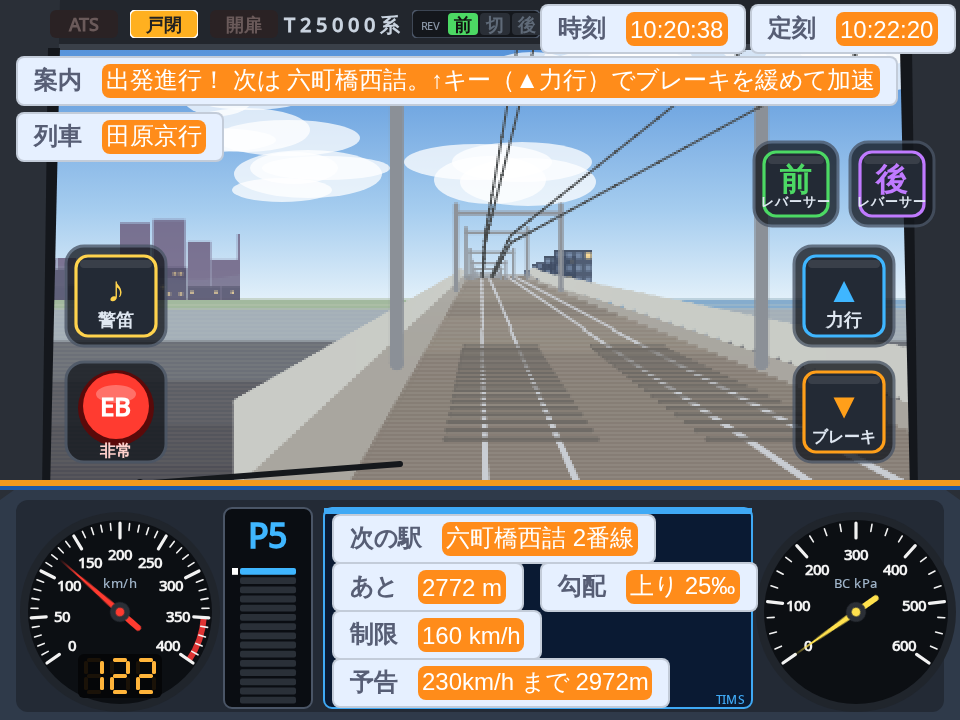 ATS 戸閉 開扉 T25000系 REV 前 切 後
時刻 10:20:38 定刻 10:22:20
案内 出発進行！ 次は 六町橋西詰。↑キー（▲力行）でブレーキを緩めて加速
列車 田原京行
前 レバーサー
後 レバーサー
♪ 警笛
▲ 力行
EB 非常
▼ ブレーキ
0 50 100 150 200 250 300 350 400
km/h
122
P5
次の駅 六町橋西詰 2番線
あと 2772 m 勾配 上り 25‰
制限 160 km/h
予告 230km/h まで 2972m
TIMS
0 100 200 300 400 500 600
BC kPa